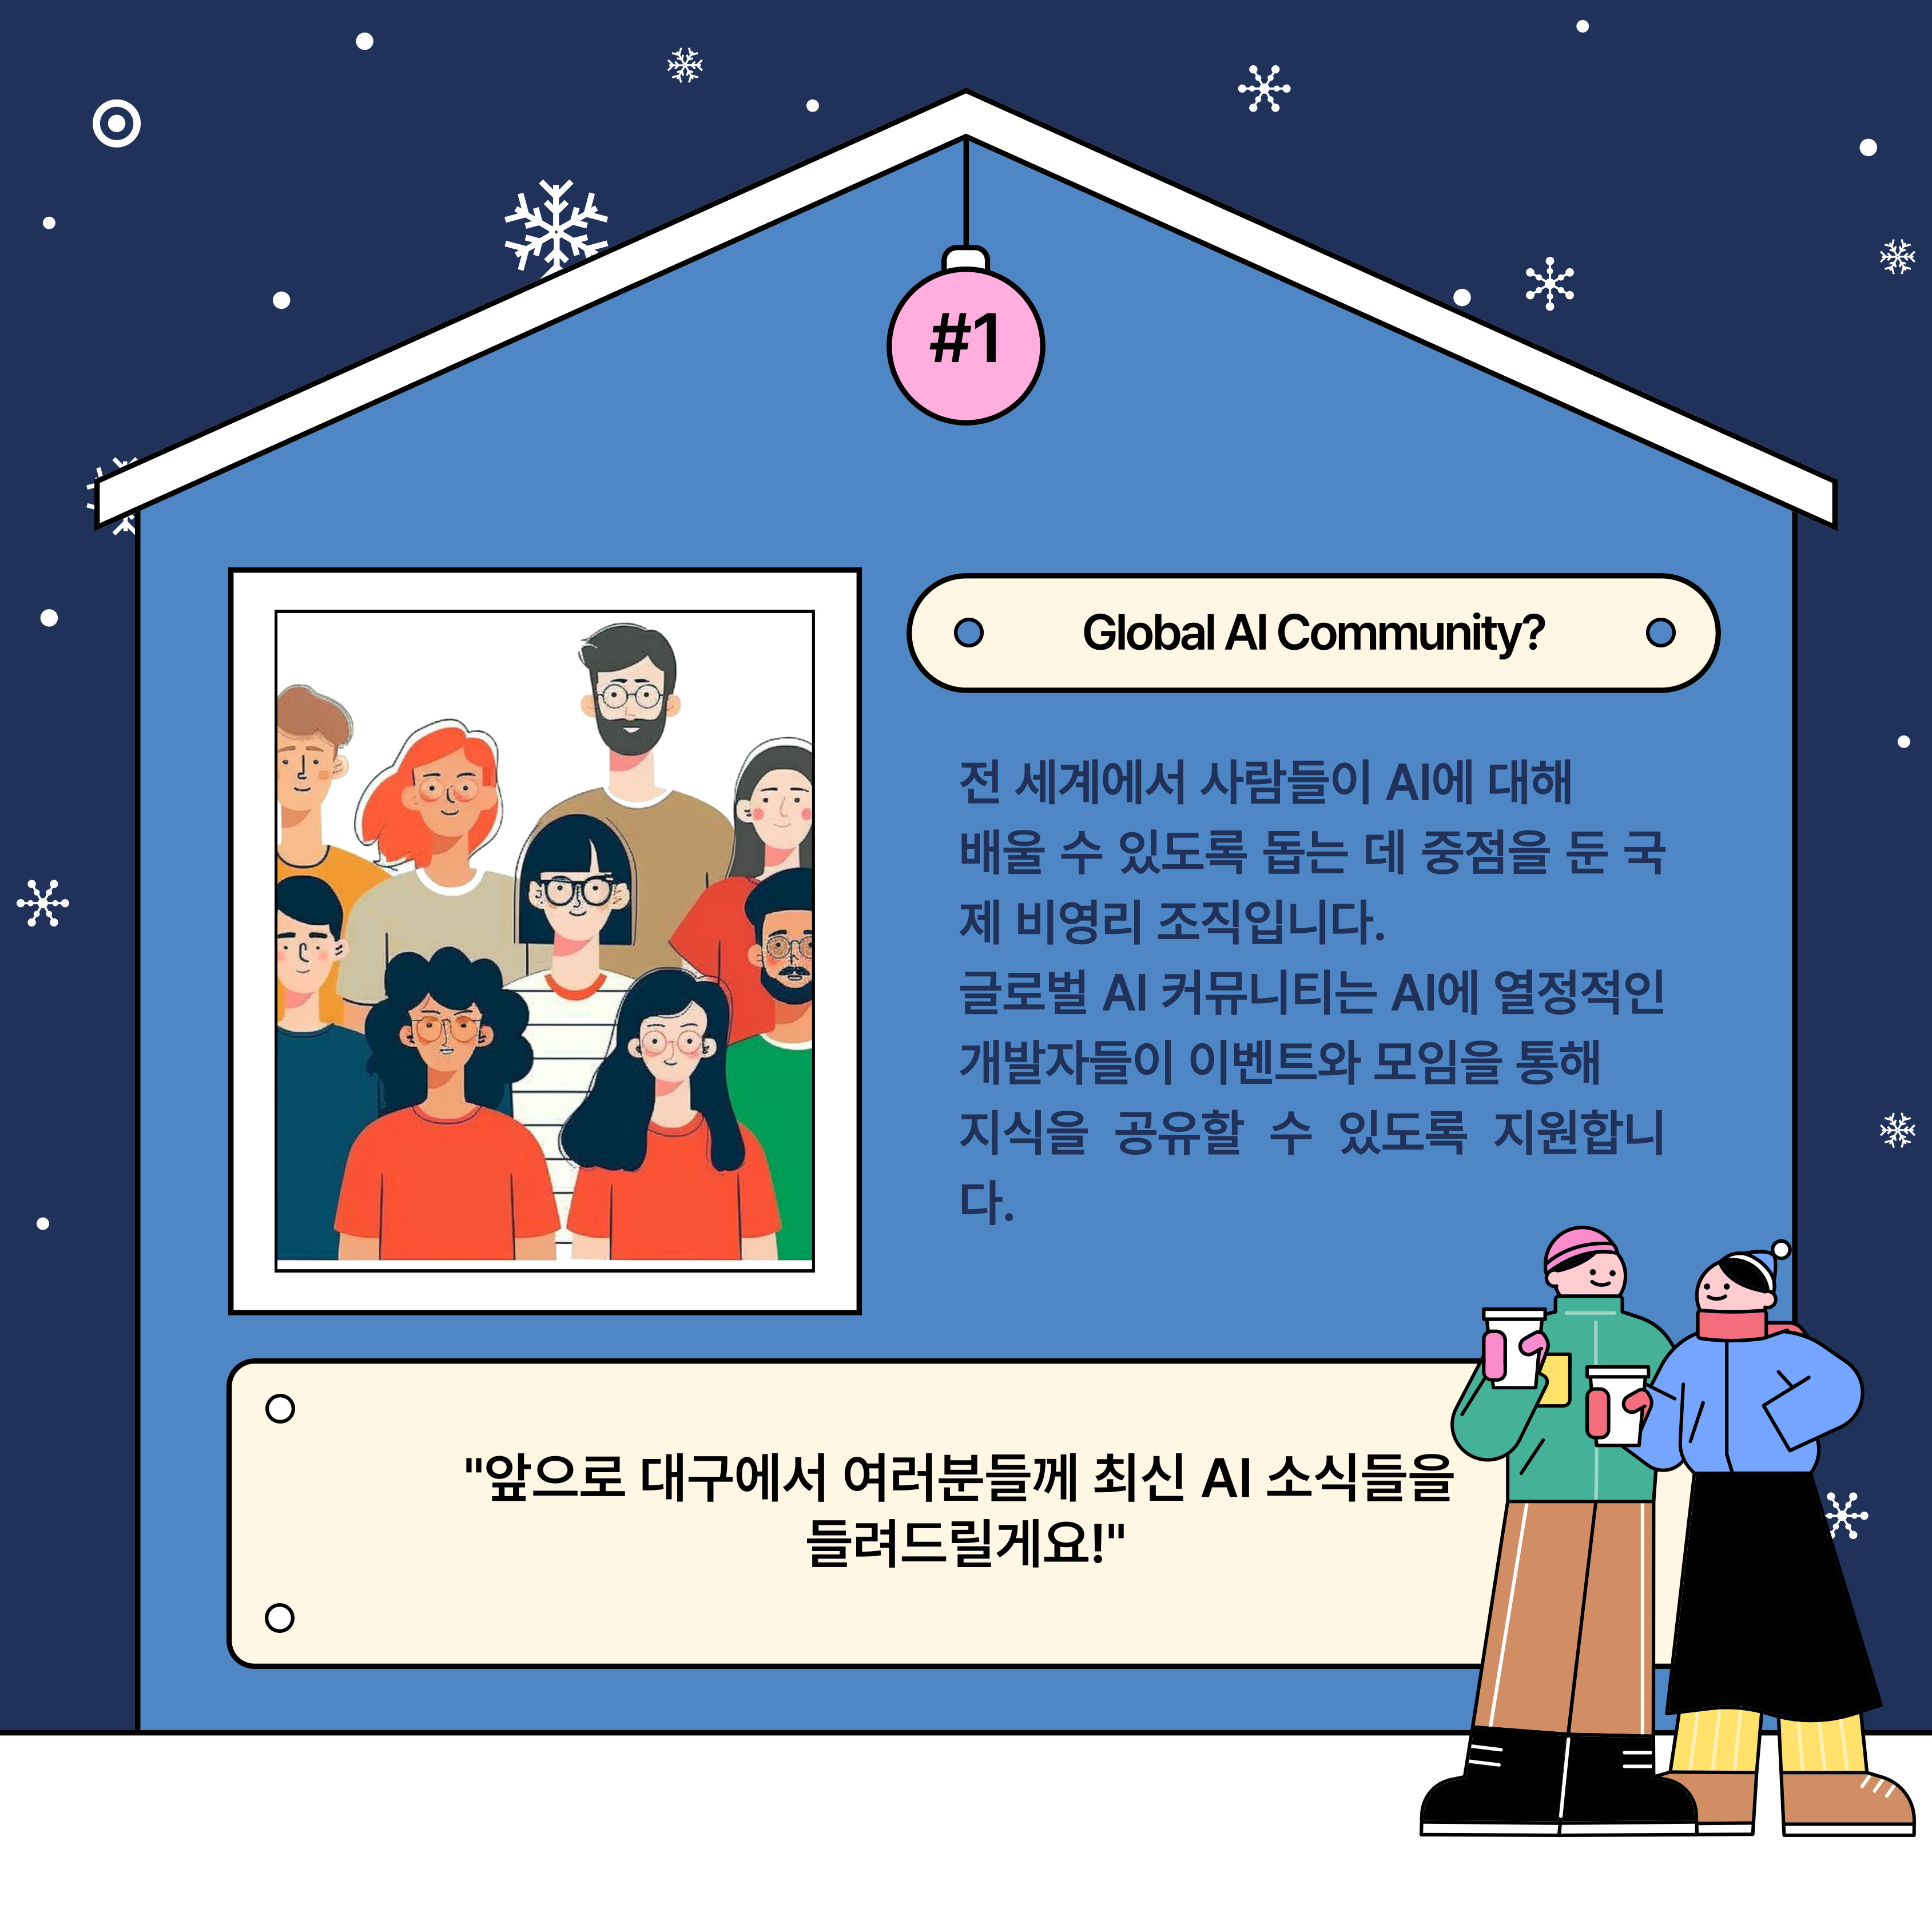 #1
Global AI Community?
전 세계에서 사람들이 AI에 대해
배울 수 있도록 돕는 데 중점을 둔 국
제 비영리 조직입니다.
글로벌 AI 커뮤니티는 AI에 열정적인
개발자들이 이벤트와 모임을 통해
지식을 공유할 수 있도록 지원합니
다.
"앞으로 대구에서 여러분들께 최신 AI 소식들을
들려드릴게요!"